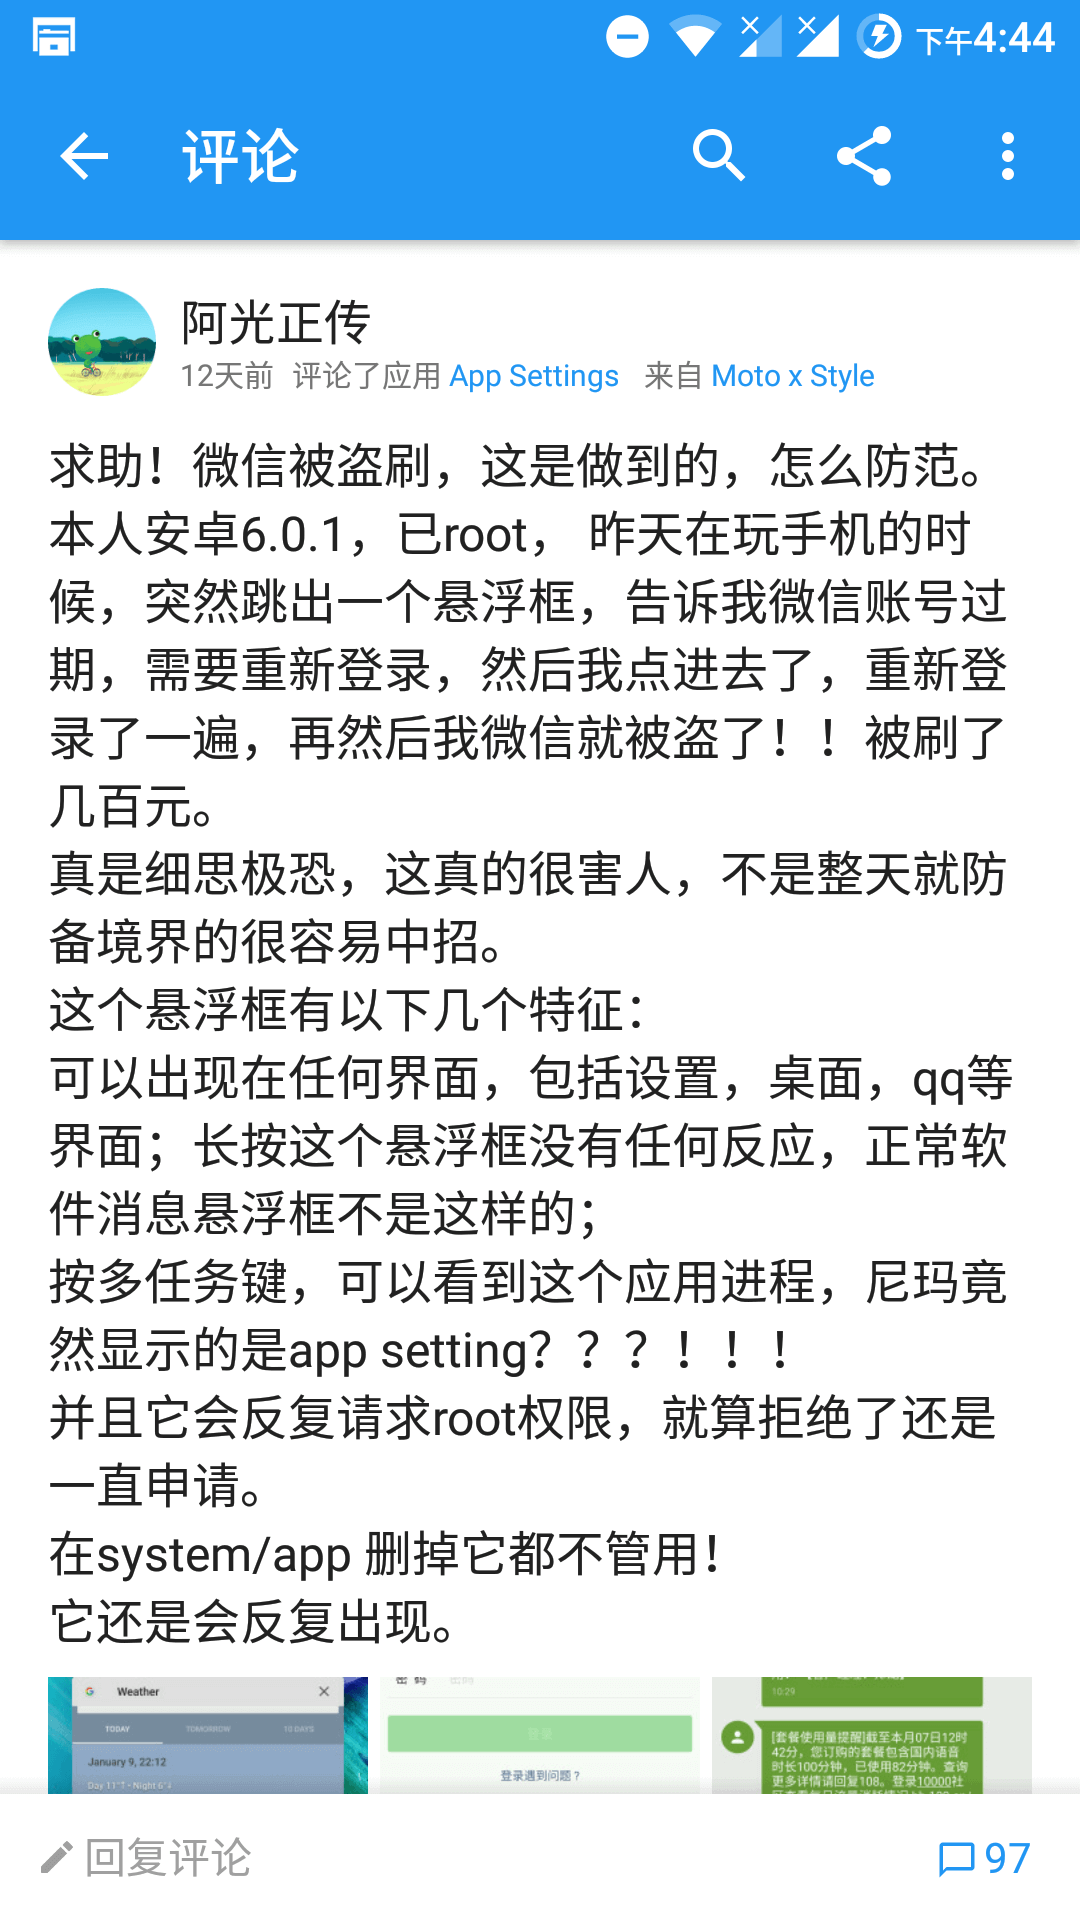 下午4:44
评论
阿光正传
12天前 评论了应用 App Settings 来自 Moto x Style
求助！微信被盗刷，这是做到的，怎么防范。
本人安卓6.0.1，已root， 昨天在玩手机的时
候，突然跳出一个悬浮框，告诉我微信账号过
期，需要重新登录，然后我点进去了，重新登
录了一遍，再然后我微信就被盗了！！被刷了
几百元。
真是细思极恐，这真的很害人，不是整天就防
备境界的很容易中招。
这个悬浮框有以下几个特征：
可以出现在任何界面，包括设置，桌面，qq等
界面；长按这个悬浮框没有任何反应，正常软
件消息悬浮框不是这样的；
按多任务键，可以看到这个应用进程，尼玛竟
然显示的是app setting？？？！！！
并且它会反复请求root权限，就算拒绝了还是
一直申请。
在system/app 删掉它都不管用！
它还是会反复出现。
Weather
TODAY TOMORROW 10 DAYS
January 9, 22:12
Day 11°↑ • Night 6°↓
密 码 密码
登录
登录遇到问题？
10:29
[套餐使用量提醒]截至本月07日12时
42分，您订购的套餐包含国内语音
时长100分钟，已使用82分钟。查询
更多详情请回复108。登录10000社
回复评论
97